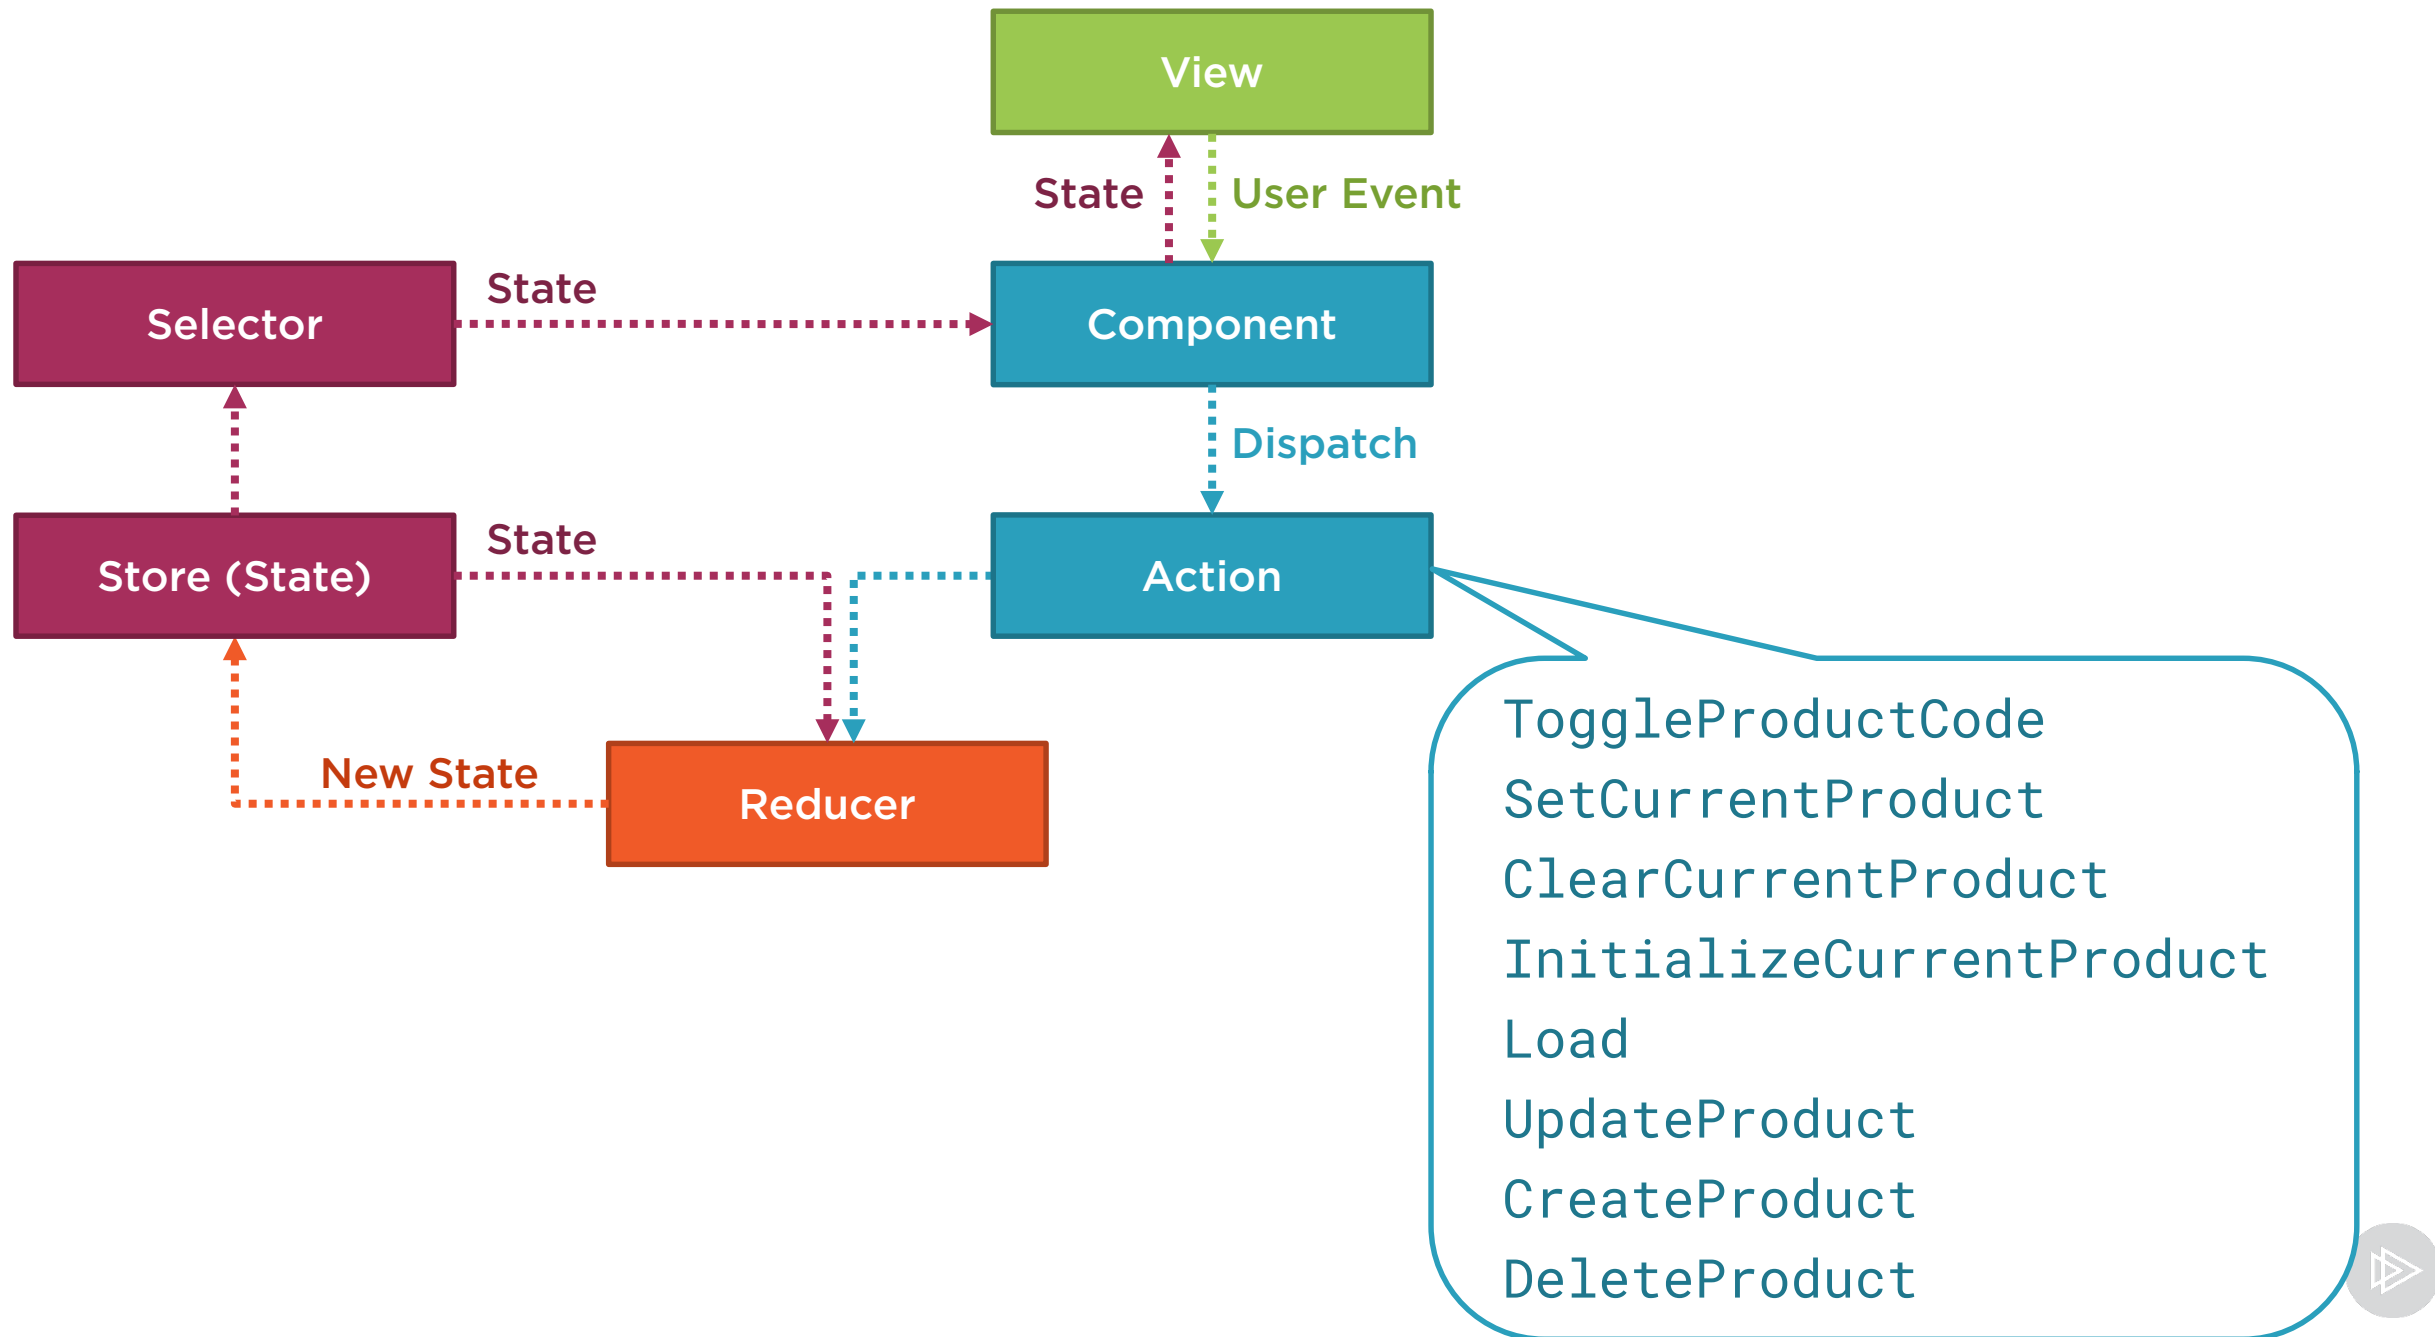 View
State
User Event
Selector
State
Component
Dispatch
Store (State)
State
Action
New State
Reducer
ToggleProductCode
SetCurrentProduct
ClearCurrentProduct
InitializeCurrentProduct
Load
UpdateProduct
CreateProduct
DeleteProduct